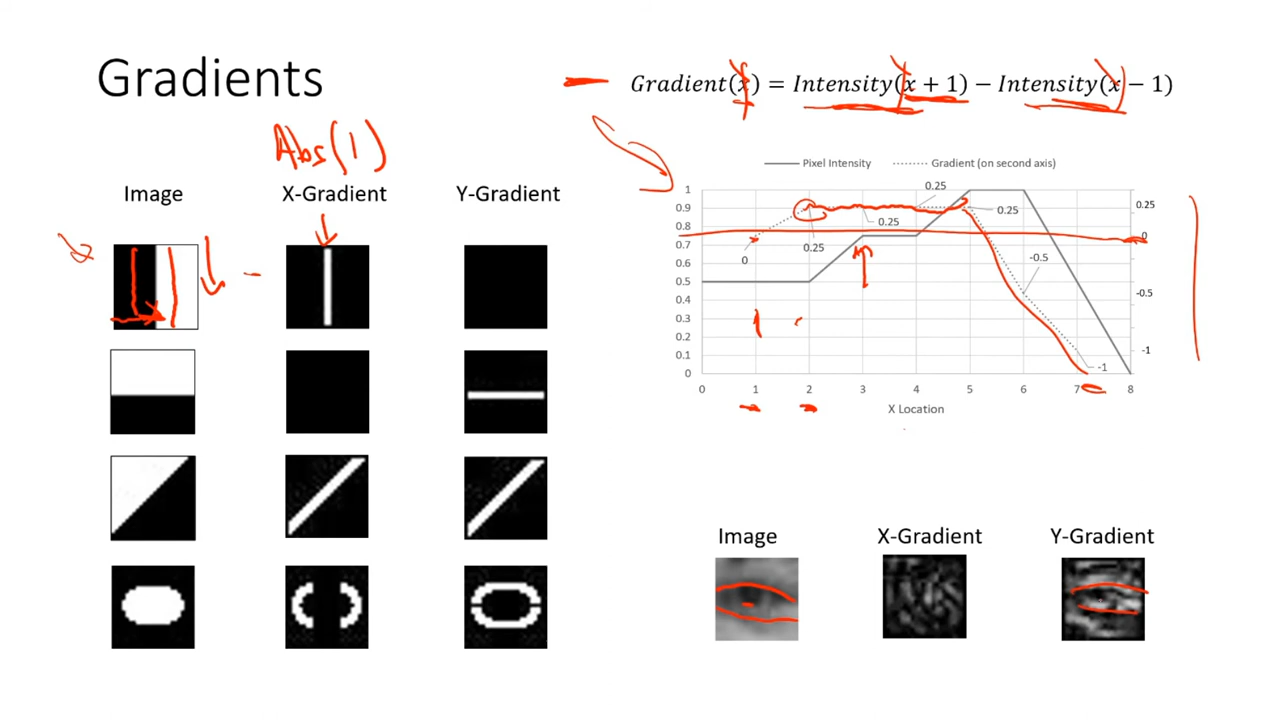 Gradients
Gradient(x) = Intensity(x + 1) − Intensity(x − 1)
Abs(1)
Image X-Gradient Y-Gradient
Pixel Intensity Gradient (on second axis)
1
0.9
0.8
0.7
0.6
0.5
0.4
0.3
0.2
0.1
0
0 0.25 0.25 0.25 0.25 -0.5 -1
0.25
0
-0.5
-1
0 1 2 3 4 5 6 7 8
X Location
Image X-Gradient Y-Gradient